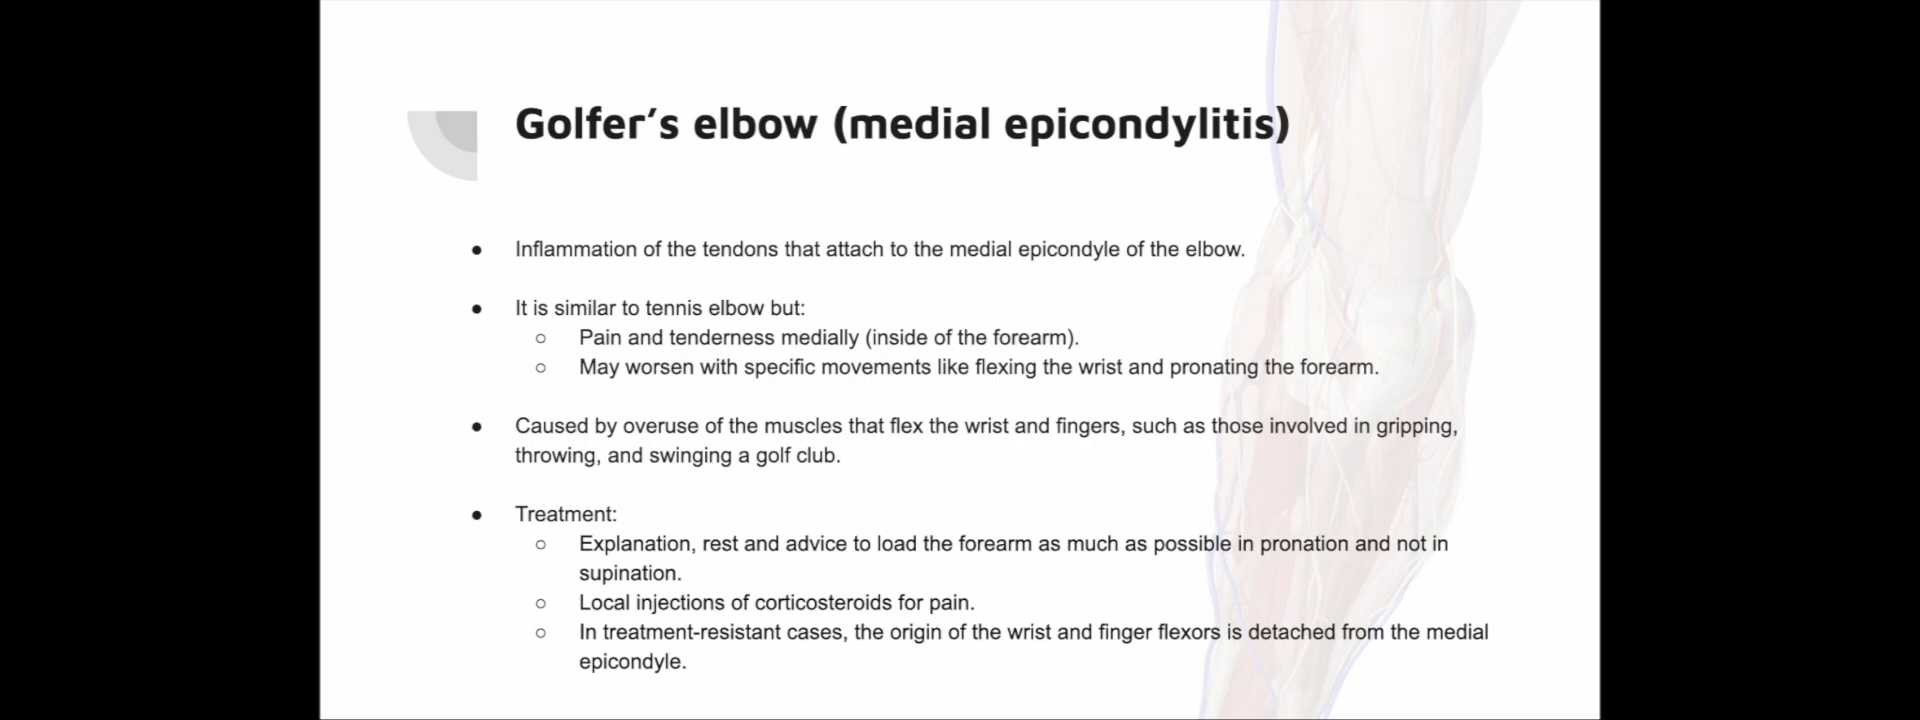 Golfer’s elbow (medial epicondylitis)
● Inflammation of the tendons that attach to the medial epicondyle of the elbow.
● It is similar to tennis elbow but:
○ Pain and tenderness medially (inside of the forearm).
○ May worsen with specific movements like flexing the wrist and pronating the forearm.
● Caused by overuse of the muscles that flex the wrist and fingers, such as those involved in gripping,
throwing, and swinging a golf club.
● Treatment:
○ Explanation, rest and advice to load the forearm as much as possible in pronation and not in
supination.
○ Local injections of corticosteroids for pain.
○ In treatment-resistant cases, the origin of the wrist and finger flexors is detached from the medial
epicondyle.